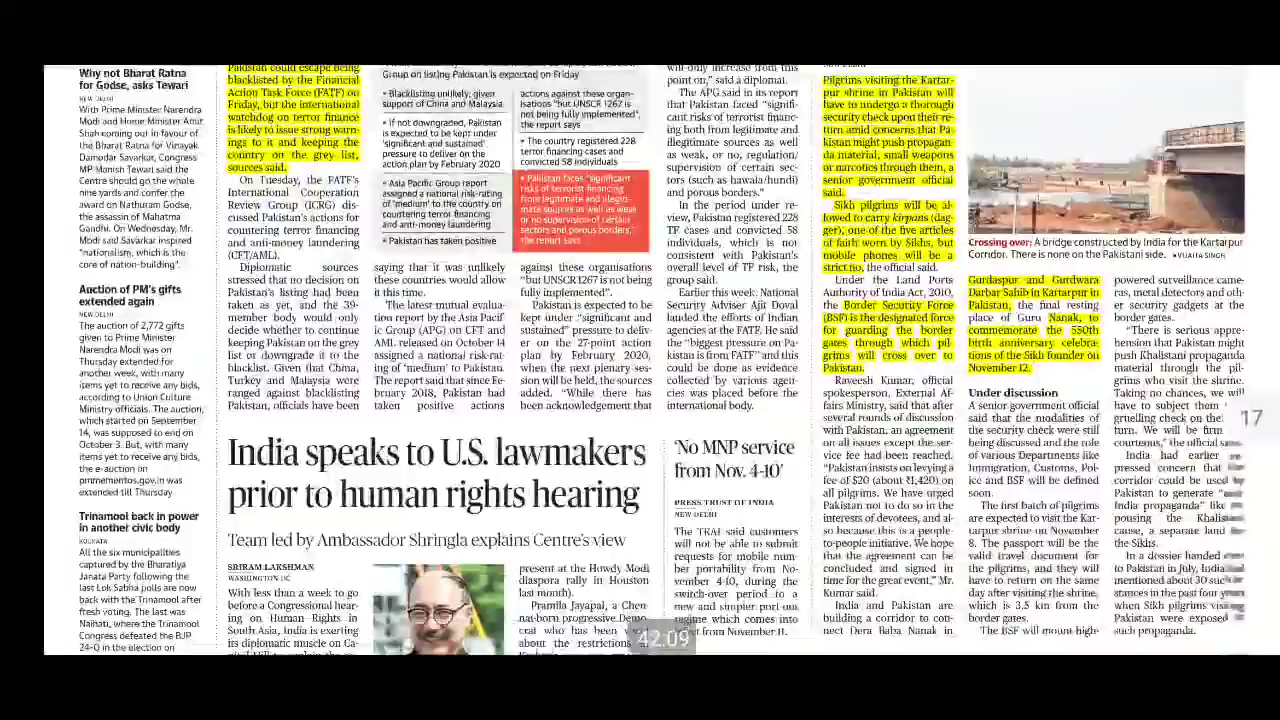 Why not Bharat Ratna
for Godse, asks Tewari
NEW DELHI
With Prime Minister Narendra
Modi and Home Minister Amit
Shah coming out in favour of
the Bharat Ratna for Vinayak
Damodar Savarkar, Congress
MP Manish Tewari said the
Centre should go the whole
nine yards and confer the
award on Nathuram Godse,
the assassin of Mahatma
Gandhi. On Wednesday, Mr.
Modi said Savarkar inspired
"nationalism, which is the
core of nation-building".
Auction of PM's gifts
extended again
NEW DELHI
The auction of 2,772 gifts
given to Prime Minister
Narendra Modi was on
Thursday extended for
another week, with many
items yet to receive any bids,
according to Union Culture
Ministry officials. The auction,
which started on September
14, was supposed to end on
October 3. But, with many
items yet to receive any bids,
the e-auction on
pmmementos.gov.in was
extended till Thursday
Trinamool back in power
in another civic body
KOLKATA
All the six municipalities
captured by the Bharatiya
Janata Party following the
last Lok Sabha polls are now
back with the Trinamool after
fresh voting. The last was
Naihati, where the Trinamool
Congress defeated the BJP
24-0 in the election on
Pakistan could escape being
blacklisted by the Financial
Action Task Force (FATF) on
Friday, but the international
watchdog on terror finance
is likely to issue strong warn-
ings to it and keeping the
country on the grey list,
sources said.
On Tuesday, the FATF's
International Cooperation
Review Group (ICRG) dis-
cussed Pakistan's actions for
countering terror financing
and anti-money laundering
(CFT/AML).
Diplomatic sources
stressed that no decision on
Pakistan's listing had been
taken as yet, and the 39-
member body would only
decide whether to continue
keeping Pakistan on the grey
list or downgrade it to the
blacklist. Given that China,
Turkey and Malaysia were
ranged against blacklisting
Pakistan, officials have been
Group on listing Pakistan is expected on Friday
• Blacklisting unlikely, given
support of China and Malaysia
• If not downgraded, Pakistan
is expected to be kept under
'significant and sustained'
pressure to deliver on the
action plan by February 2020
• Asia Pacific Group report
assigned a national risk-rating
of 'medium' to the country on
countering terror financing
and anti-money laundering
• Pakistan has taken positive
actions against these organ-
isations "but UNSCR 1267 is
not being fully implemented",
the report says
• The country registered 228
terror financing cases and
convicted 58 individuals
• Pakistan faces "significant
risks of terrorist financing
from legitimate and illegiti-
mate sources as well as weak
or no supervision of certain
sectors and porous borders,"
the report says
saying that it was unlikely
these countries would allow
it this time.
The latest mutual evalua-
tion report by the Asia Pacif-
ic Group (APG) on CFT and
AML released on October 14
assigned a national risk-rat-
ing of 'medium' to Pakistan.
The report said that since Fe-
bruary 2018, Pakistan had
taken positive actions
against these organisations
"but UNSCR 1267 is not being
fully implemented".
Pakistan is expected to be
kept under "significant and
sustained" pressure to deliv-
er on the 27-point action
plan by February 2020,
when the next plenary ses-
sion will be held, the sources
added. "While there has
been acknowledgement that
will only increase from this
point on," said a diplomat.
The APG said in its report
that Pakistan faced "signifi-
cant risks of terrorist financ-
ing both from legitimate and
illegitimate sources as well
as weak, or no, regulation/
supervision of certain sec-
tors (such as hawala/hundi)
and porous borders."
In the period under re-
view, Pakistan registered 228
TF cases and convicted 58
individuals, which is not
consistent with Pakistan's
overall level of TF risk, the
group said.
Earlier this week, National
Security Adviser Ajit Doval
lauded the efforts of Indian
agencies at the FATF. He said
the "biggest pressure on Pa-
kistan is from FATF" and this
could be done as evidence
collected by various agen-
cies was placed before the
international body.
India speaks to U.S. lawmakers
prior to human rights hearing
Team led by Ambassador Shringla explains Centre's view
SRIRAM LAKSHMAN
WASHINGTON DC
With less than a week to go
before a Congressional hear-
ing on Human Rights in
South Asia, India is exerting
its diplomatic muscle on Ca-
present at the Howdy Modi
diaspora rally in Houston
last month).
Pramila Jayapal, a Chen-
nai-born progressive Demo-
crat who has been
about the restrictions
'No MNP service
from Nov. 4-10'
PRESS TRUST OF INDIA
NEW DELHI
The TRAI said customers
will not be able to submit
requests for mobile num-
ber portability from No-
vember 4-10, during the
switch-over period to a
new and simpler port out
regime which comes into
from November 11.
Pilgrims visiting the Kartar-
pur shrine in Pakistan will
have to undergo a thorough
security check upon their re-
turn amid concerns that Pa-
kistan might push propagan-
da material, small weapons
or narcotics through them, a
senior government official
said.
Sikh pilgrims will be al-
lowed to carry kirpans (dag-
ger), one of the five articles
of faith worn by Sikhs, but
mobile phones will be a
strict no, the official said.
Under the Land Ports
Authority of India Act, 2010,
the Border Security Force
(BSF) is the designated force
for guarding the border
gates through which pil-
grims will cross over to
Pakistan.
Raveesh Kumar, official
spokesperson, External Af-
fairs Ministry, said that after
several rounds of discussion
with Pakistan, an agreement
on all issues except the ser-
vice fee had been reached.
"Pakistan insists on levying a
fee of $20 (about ₹1,420) on
all pilgrims. We have urged
Pakistan not to do so in the
interests of devotees, and al-
so because this is a people-
to-people initiative. We hope
that the agreement can be
concluded and signed in
time for the great event," Mr.
Kumar said.
India and Pakistan are
building a corridor to con-
nect Dera Baba Nanak in
Crossing over: A bridge constructed by India for the Kartarpur
Corridor. There is none on the Pakistani side. • VIJAITA SINGH
Gurdaspur and Gurdwara
Darbar Sahib in Kartarpur in
Pakistan, the final resting
place of Guru Nanak, to
commemorate the 550th
birth anniversary celebra-
tions of the Sikh founder on
November 12.
Under discussion
A senior government official
said that the modalities of
the security check were still
being discussed and the role
of various Departments like
Immigration, Customs, Pol-
ice and BSF will be defined
soon.
The first batch of pilgrims
are expected to visit the Kar-
tarpur shrine on November
8. The passport will be the
valid travel document for
the pilgrims, and they will
have to return on the same
day after visiting the shrine,
which is 3.5 km from the
border gates.
The BSF will mount high-
powered surveillance came-
ras, metal detectors and oth-
er security gadgets at the
border gates.
"There is serious appre-
hension that Pakistan might
push Khalistani propaganda
material through the pil-
grims who visit the shrine.
Taking no chances, we will
have to subject them
gruelling check on the
turn. We will be firm
courteous," the official
India had earlier
pressed concern that
corridor could be used by
Pakistan to generate
India propaganda" like
pousing the
cause, a separate land
the Sikhs.
In a dossier handed
to Pakistan in July, India
mentioned about 30
stances in the past four
when Sikh pilgrims
Pakistan were exposed
such propaganda.
17
42:09